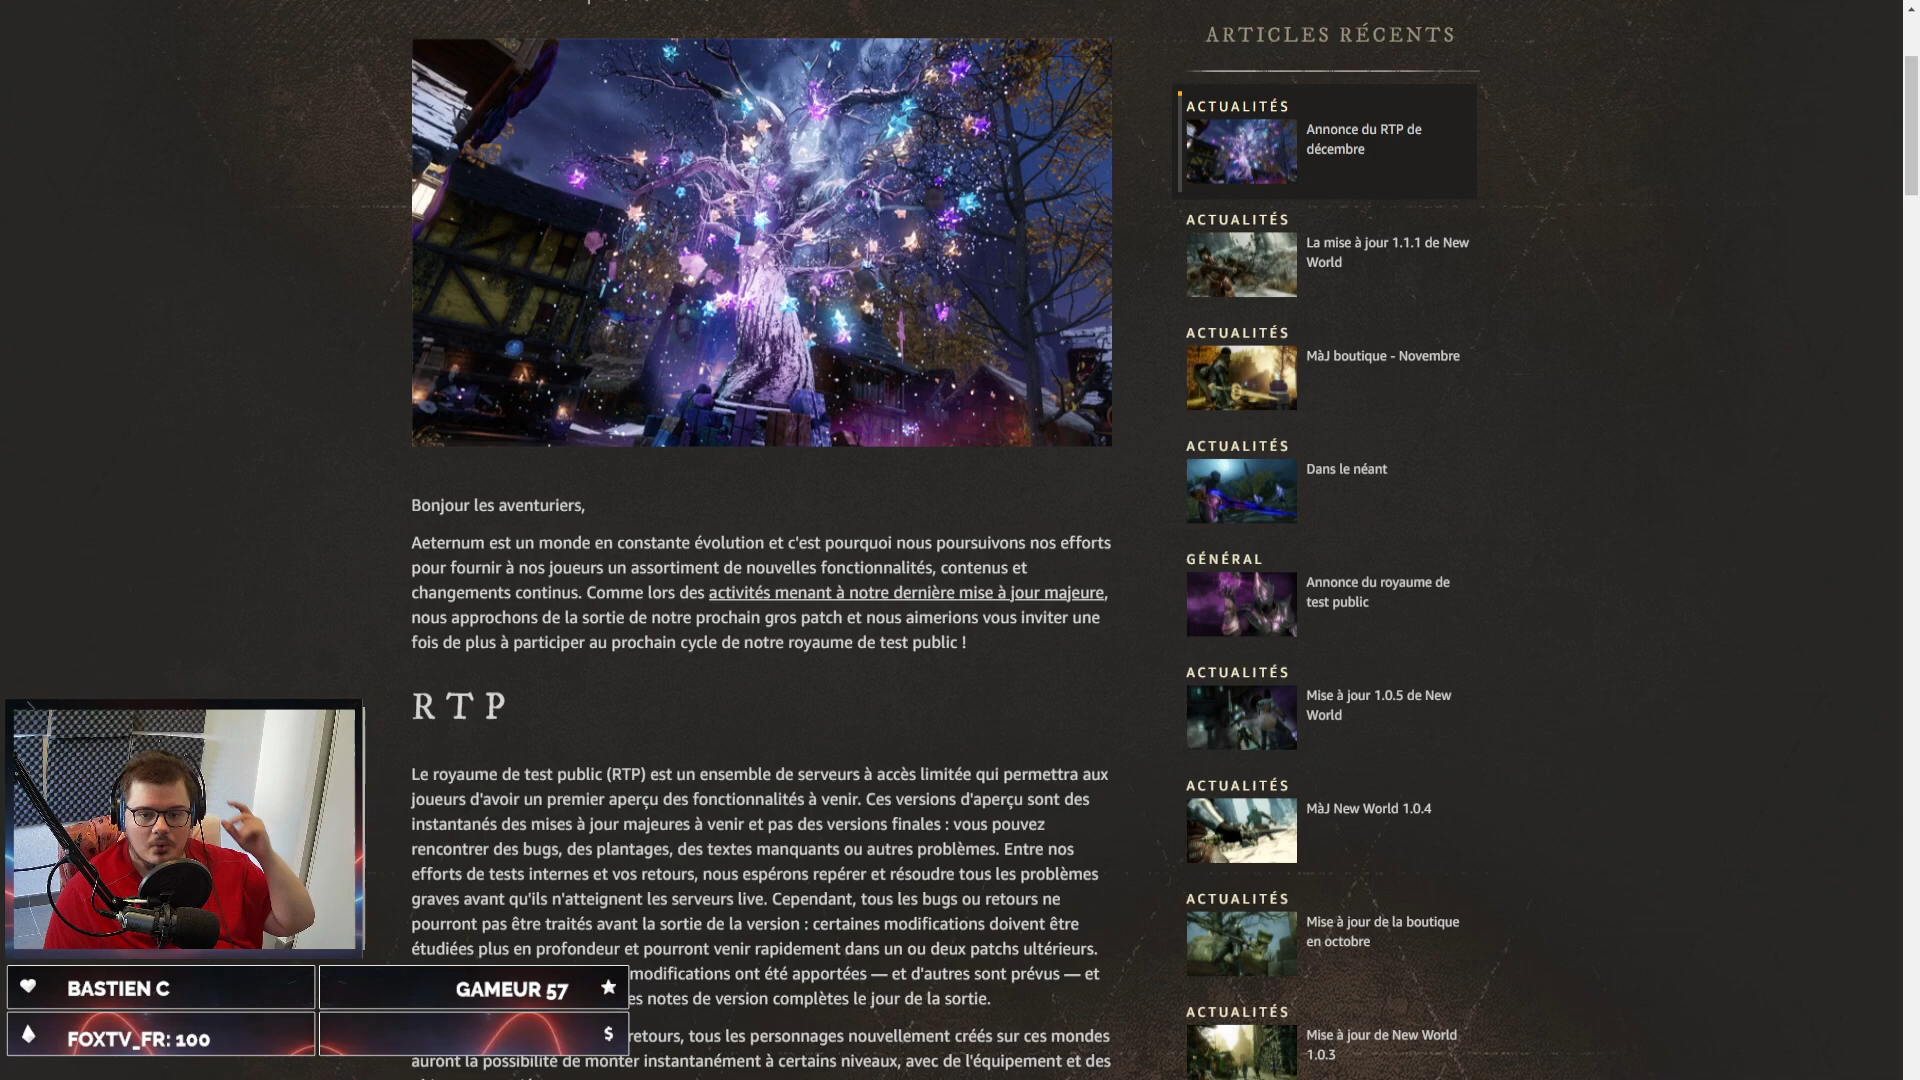 ARTICLES RÉCENTS
ACTUALITÉS
Annonce du RTP de
décembre
ACTUALITÉS
La mise à jour 1.1.1 de New
World
ACTUALITÉS
MàJ boutique - Novembre
ACTUALITÉS
Dans le néant
GÉNÉRAL
Annonce du royaume de
test public
ACTUALITÉS
Mise à jour 1.0.5 de New
World
ACTUALITÉS
MàJ New World 1.0.4
ACTUALITÉS
Mise à jour de la boutique
en octobre
ACTUALITÉS
Mise à jour de New World
1.0.3
Bonjour les aventuriers,
Aeternum est un monde en constante évolution et c'est pourquoi nous poursuivons nos efforts
pour fournir à nos joueurs un assortiment de nouvelles fonctionnalités, contenus et
changements continus. Comme lors des activités menant à notre dernière mise à jour majeure,
nous approchons de la sortie de notre prochain gros patch et nous aimerions vous inviter une
fois de plus à participer au prochain cycle de notre royaume de test public !
RTP
Le royaume de test public (RTP) est un ensemble de serveurs à accès limitée qui permettra aux
joueurs d'avoir un premier aperçu des fonctionnalités à venir. Ces versions d'aperçu sont des
instantanés des mises à jour majeures à venir et pas des versions finales : vous pouvez
rencontrer des bugs, des plantages, des textes manquants ou autres problèmes. Entre nos
efforts de tests internes et vos retours, nous espérons repérer et résoudre tous les problèmes
graves avant qu'ils n'atteignent les serveurs live. Cependant, tous les bugs ou retours ne
pourront pas être traités avant la sortie de la version : certaines modifications doivent être
étudiées plus en profondeur et pourront venir rapidement dans un ou deux patchs ultérieurs.
modifications ont été apportées — et d'autres sont prévus — et
es notes de version complètes le jour de la sortie.
retours, tous les personnages nouvellement créés sur ces mondes
auront la possibilité de monter instantanément à certains niveaux, avec de l'équipement et des
BASTIEN C
GAMEUR 57
FOXTV_FR: 100
$